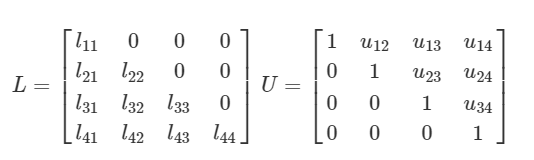 L = [ l11 0 0 0 ] U = [ 1 u12 u13 u14 ]
[ l21 l22 0 0 ] [ 0 1 u23 u24 ]
[ l31 l32 l33 0 ] [ 0 0 1 u34 ]
[ l41 l42 l43 l44 ] [ 0 0 0 1 ]